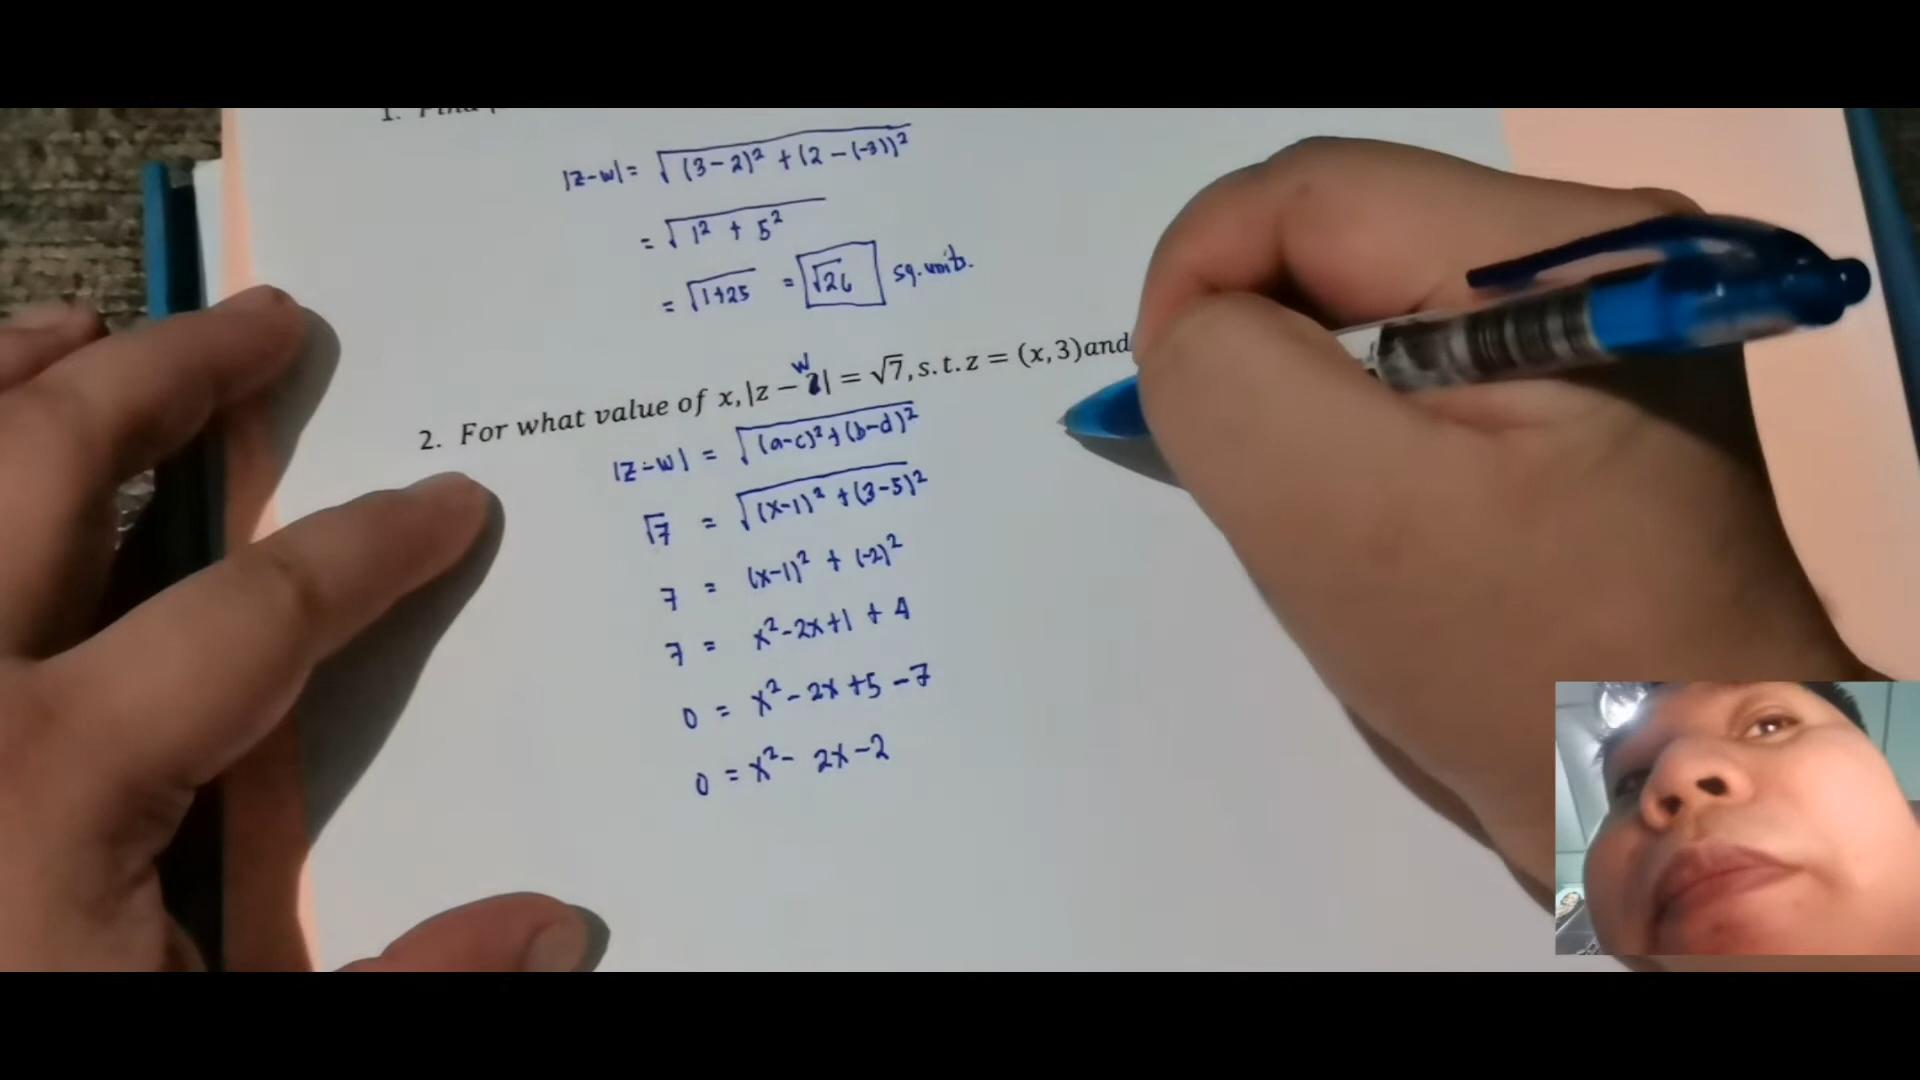 1. Find
|z-w| = √(3-2)² + (2-(-3))²
= √1² + 5²
= √1+25 = √26 sq. units.
w
2. For what value of x, |z - z| = √7, s.t. z = (x, 3) and
|z-w| = √(a-c)² + (b-d)²
√7 = √(x-1)² + (3-5)²
7 = (x-1)² + (-2)²
7 = x² - 2x + 1 + 4
0 = x² - 2x + 5 - 7
0 = x² - 2x - 2